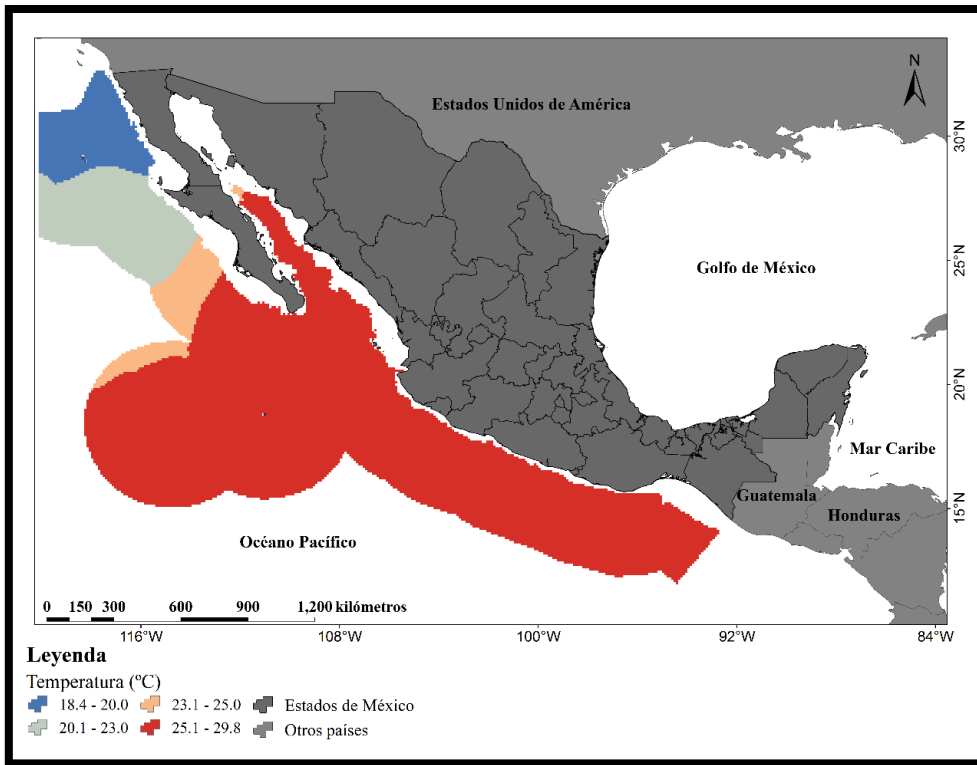 N
Estados Unidos de América
30°N
25°N
Golfo de México
20°N
Mar Caribe
Guatemala
15°N
Honduras
Océano Pacífico
0 150 300 600 900 1,200 kilómetros
116°W 108°W 100°W 92°W 84°W
Leyenda
Temperatura (ºC)
18.4 - 20.0 23.1 - 25.0 Estados de México
20.1 - 23.0 25.1 - 29.8 Otros países